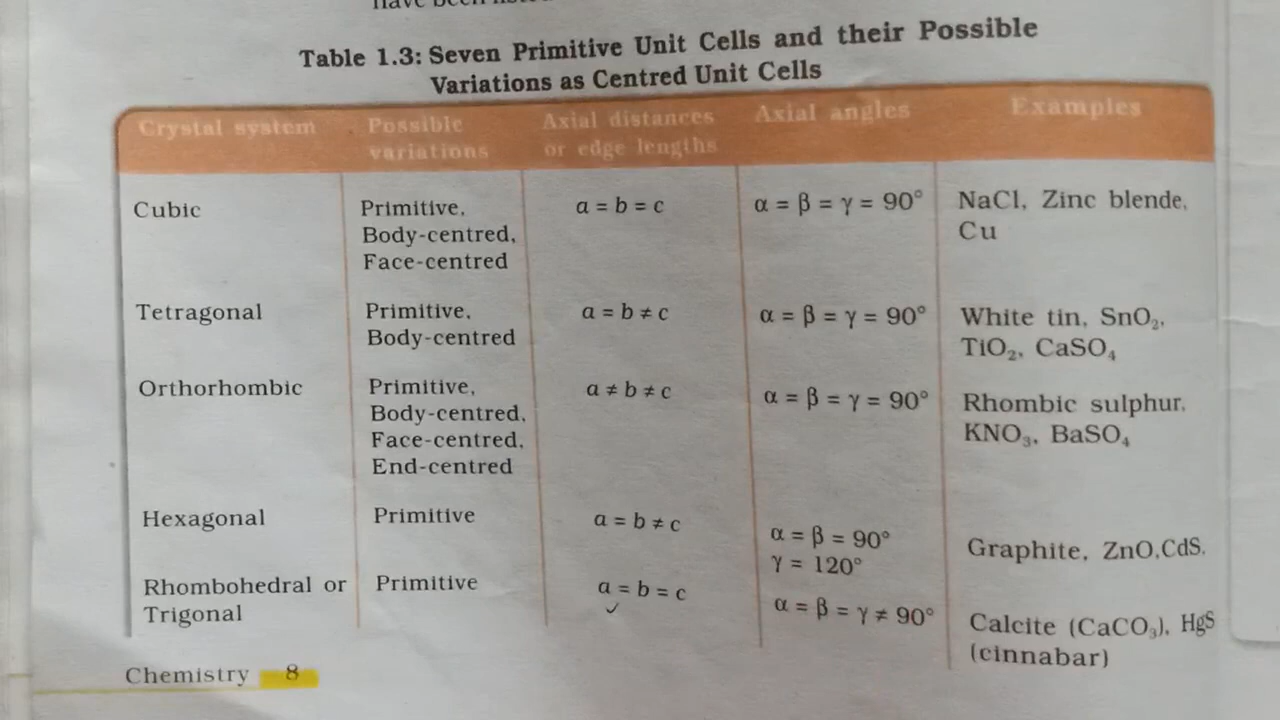 Have been listed
Table 1.3: Seven Primitive Unit Cells and their Possible
Variations as Centred Unit Cells
Crystal system Possible variations Axial distances or edge lengths Axial angles Examples
Cubic
Primitive,
Body-centred,
Face-centred
a = b = c
α = β = γ = 90°
NaCl, Zinc blende,
Cu
Tetragonal
Primitive,
Body-centred
a = b ≠ c
α = β = γ = 90°
White tin, SnO₂,
TiO₂, CaSO₄
Orthorhombic
Primitive,
Body-centred,
Face-centred,
End-centred
a ≠ b ≠ c
α = β = γ = 90°
Rhombic sulphur,
KNO₃, BaSO₄
Hexagonal
Primitive
a = b ≠ c
α = β = 90°
γ = 120°
Graphite, ZnO,CdS,
Rhombohedral or
Trigonal
Primitive
a = b = c
α = β = γ ≠ 90°
Calcite (CaCO₃), HgS
(cinnabar)
Chemistry 8